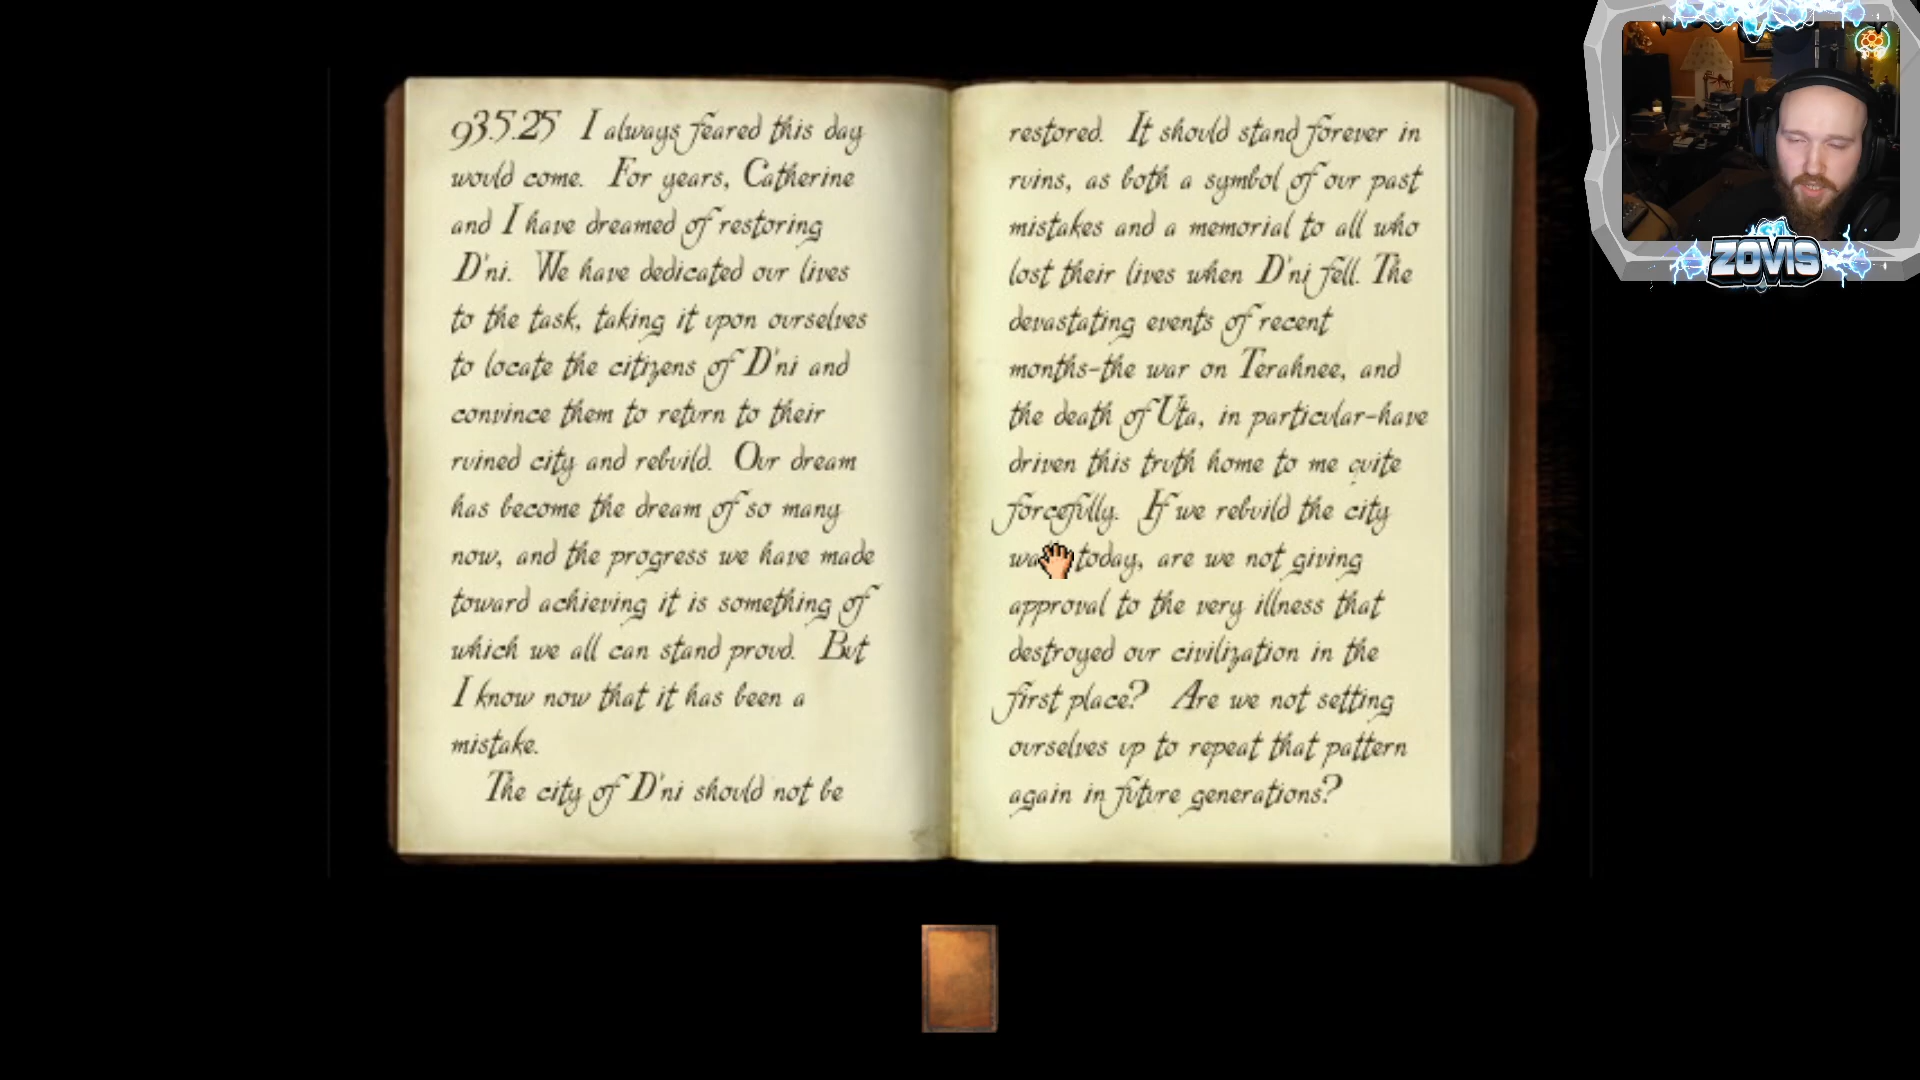 93.5.25 I always feared this day
would come. For years, Catherine
and I have dreamed of restoring
D'ni. We have dedicated our lives
to the task, taking it upon ourselves
to locate the citizens of D'ni and
convince them to return to their
ruined city and rebuild. Our dream
has become the dream of so many
now, and the progress we have made
toward achieving it is something of
which we all can stand proud. But
I know now that it has been a
mistake.
The city of D'ni should not be
restored. It should stand forever in
ruins, as both a symbol of our past
mistakes and a memorial to all who
lost their lives when D'ni fell. The
devastating events of recent
months-the war on Terahnee, and
the death of Uta, in particular-have
driven this truth home to me quite
forcefully. If we rebuild the city
today, are we not giving
approval to the very illness that
destroyed our civilization in the
first place? Are we not setting
ourselves up to repeat that pattern
again in future generations?
ZOVIS